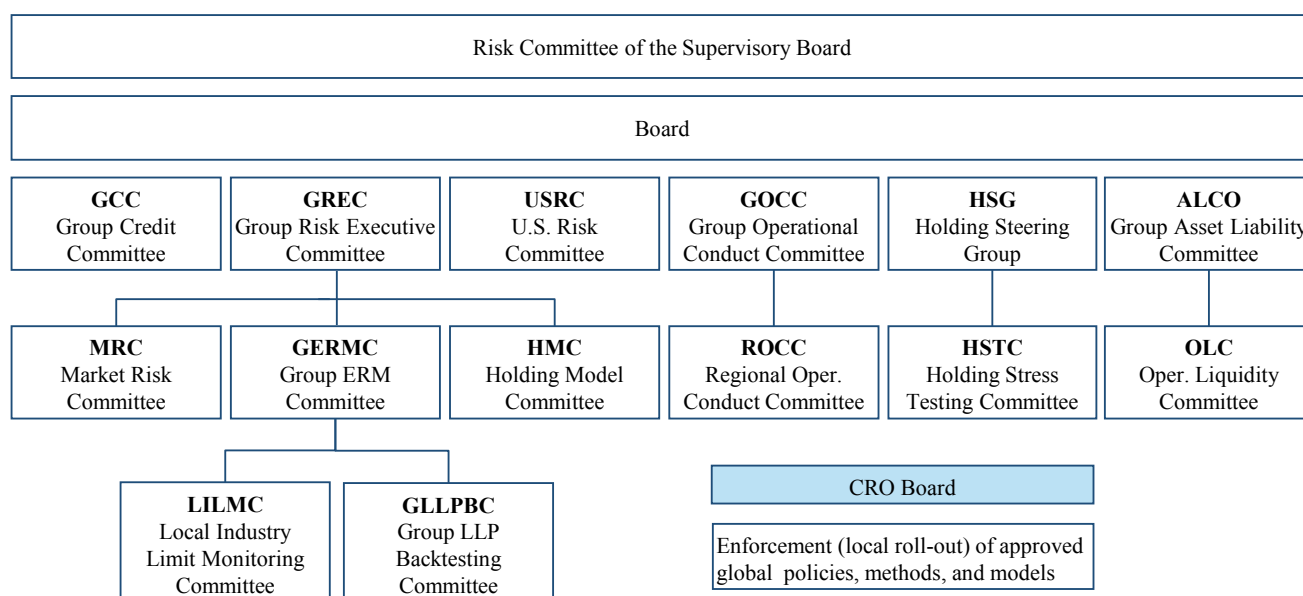 Risk Committee of the Supervisory Board
Board
GCC
Group Credit
Committee
GREC
Group Risk Executive
Committee
USRC
U.S. Risk
Committee
GOCC
Group Operational
Conduct Committee
HSG
Holding Steering
Group
ALCO
Group Asset Liability
Committee
MRC
Market Risk
Committee
GERMC
Group ERM
Committee
HMC
Holding Model
Committee
ROCC
Regional Oper.
Conduct Committee
HSTC
Holding Stress
Testing Committee
OLC
Oper. Liquidity
Committee
LILMC
Local Industry
Limit Monitoring
Committee
GLLPBC
Group LLP
Backtesting
Committee
CRO Board
Enforcement (local roll-out) of approved
global policies, methods, and models